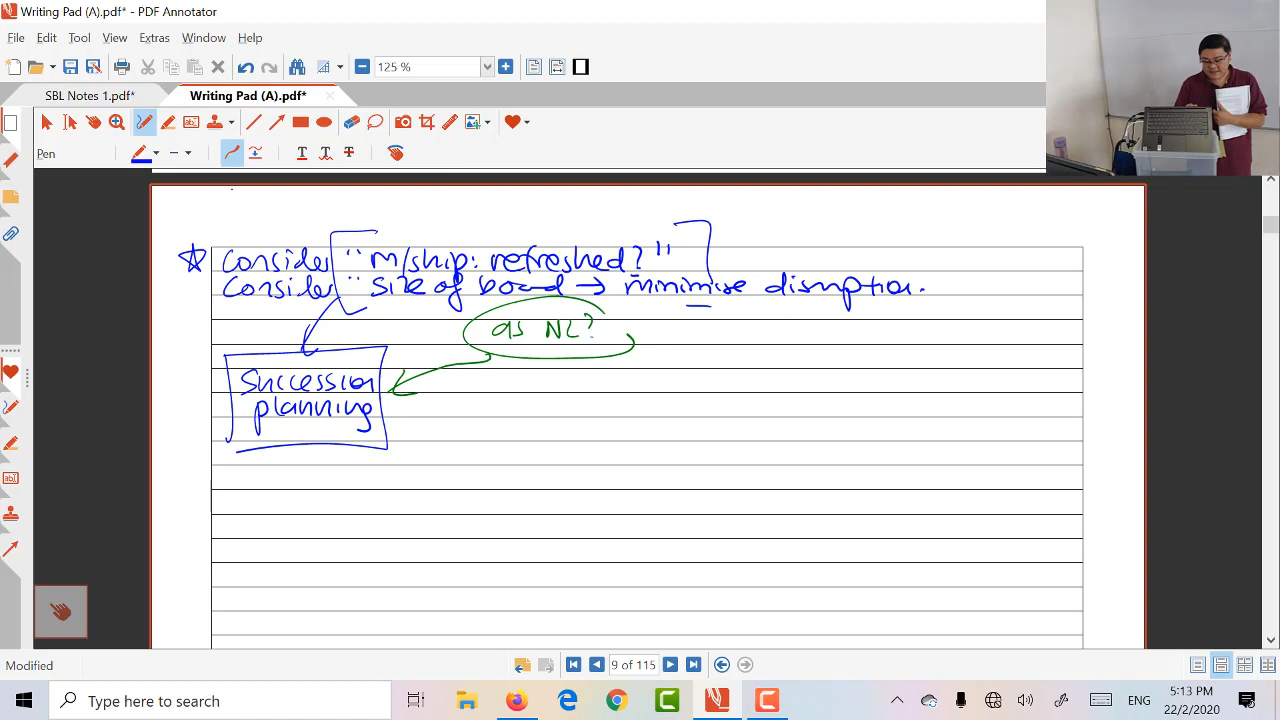 Writing Pad (A).pdf* - PDF Annotator
File Edit Tool View Extras Window Help
125 %
SBL Notes 1.pdf* Writing Pad (A).pdf*
Pen
☆ Consider "m/ship: refreshed?"
Consider "Size of board → minimise disruption.
as NC?
Succession
planning
9 of 115
Modified
Type here to search
ENG
5:13 PM
22/2/2020